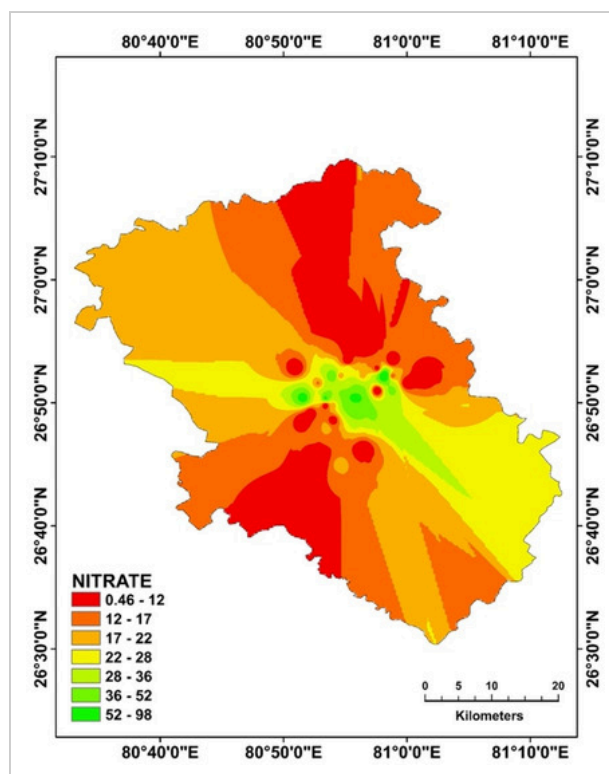 80°40'0"E 80°50'0"E 81°0'0"E 81°10'0"E
27°10'0"N 27°10'0"N
27°0'0"N 27°0'0"N
26°50'0"N 26°50'0"N
26°40'0"N 26°40'0"N
26°30'0"N 26°30'0"N
NITRATE
0.46 - 12
12 - 17
17 - 22
22 - 28
28 - 36
36 - 52
52 - 98
0 5 10 20
Kilometers
80°40'0"E 80°50'0"E 81°0'0"E 81°10'0"E